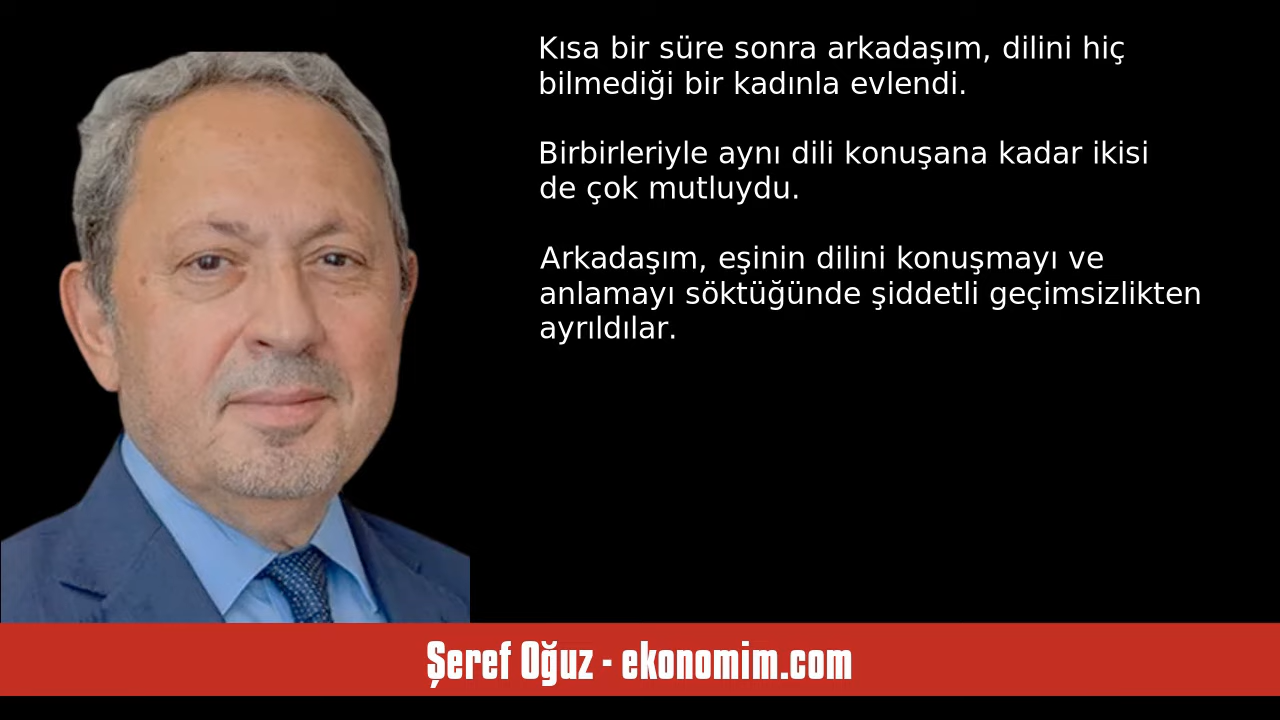 Kısa bir süre sonra arkadaşım, dilini hiç
bilmediği bir kadınla evlendi.
Birbirleriyle aynı dili konuşana kadar ikisi
de çok mutluydu.
Arkadaşım, eşinin dilini konuşmayı ve
anlamayı söktüğünde şiddetli geçimsizlikten
ayrıldılar.
Şeref Oğuz - ekonomim.com